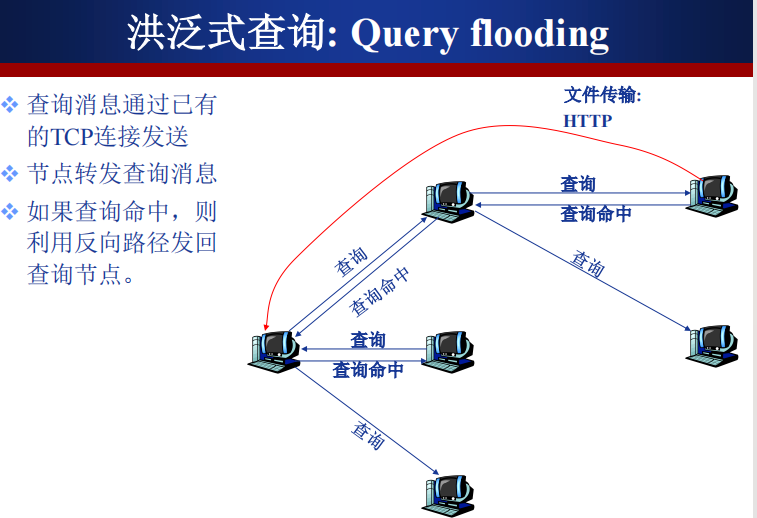 洪泛式查询: Query flooding
查询消息通过已有
的TCP连接发送
节点转发查询消息
如果查询命中，则
利用反向路径发回
查询节点。
文件传输:
HTTP
查询
查询命中
查询
查询
查询命中
查询
查询命中
查询